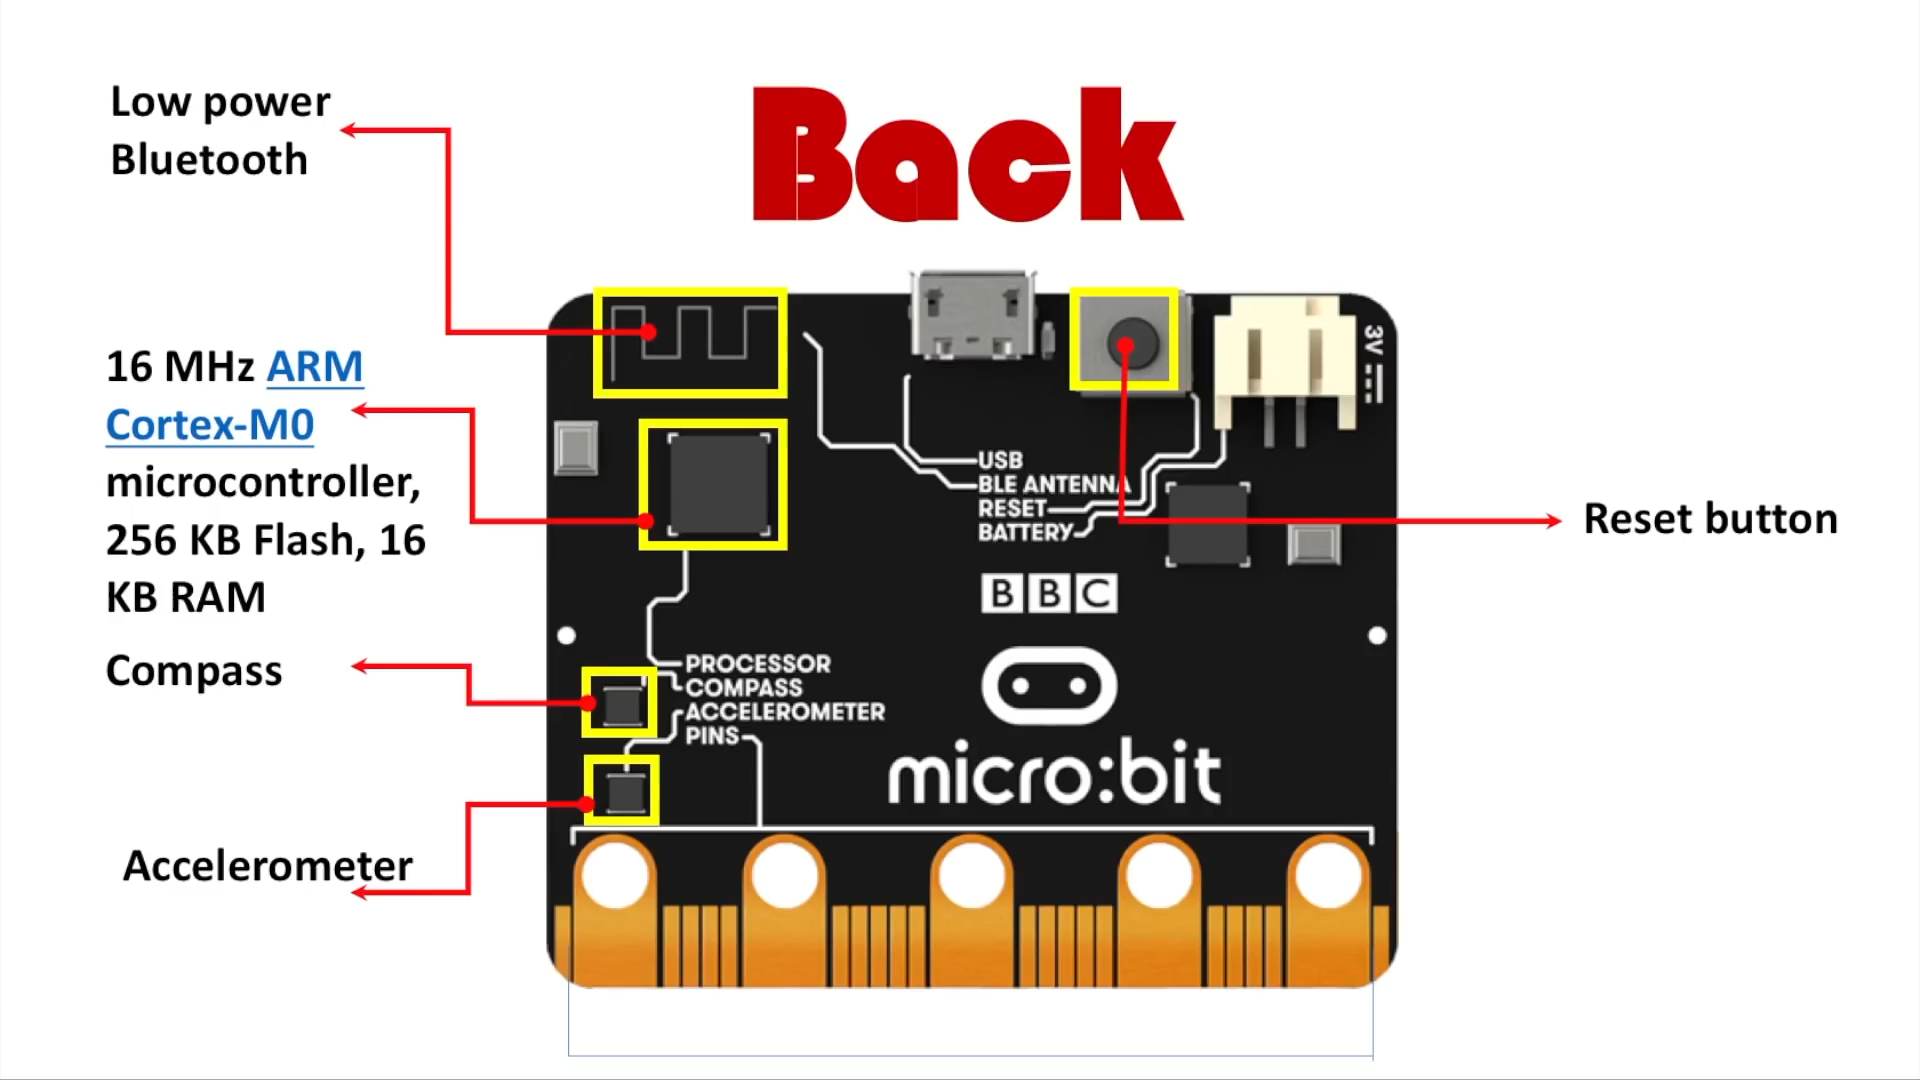 Back
Low power
Bluetooth
16 MHz ARM
Cortex-M0
microcontroller,
256 KB Flash, 16
KB RAM
Compass
Accelerometer
3V
USB
BLE ANTENNA
RESET
BATTERY
Reset button
BBC
PROCESSOR
COMPASS
ACCELEROMETER
PINS
micro:bit